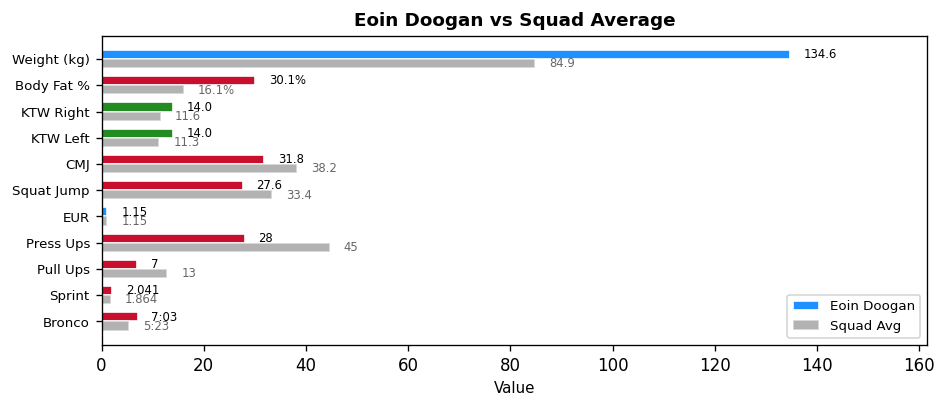 Eoin Doogan vs Squad Average
Weight (kg)
134.6
84.9
Body Fat %
30.1%
16.1%
KTW Right
14.0
11.6
KTW Left
14.0
11.3
CMJ
31.8
38.2
Squat Jump
27.6
33.4
EUR
1.15
1.15
Press Ups
28
45
Pull Ups
7
13
Sprint
2.041
1.864
Bronco
7:03
5:23
Eoin Doogan
Squad Avg
0 20 40 60 80 100 120 140 160
Value